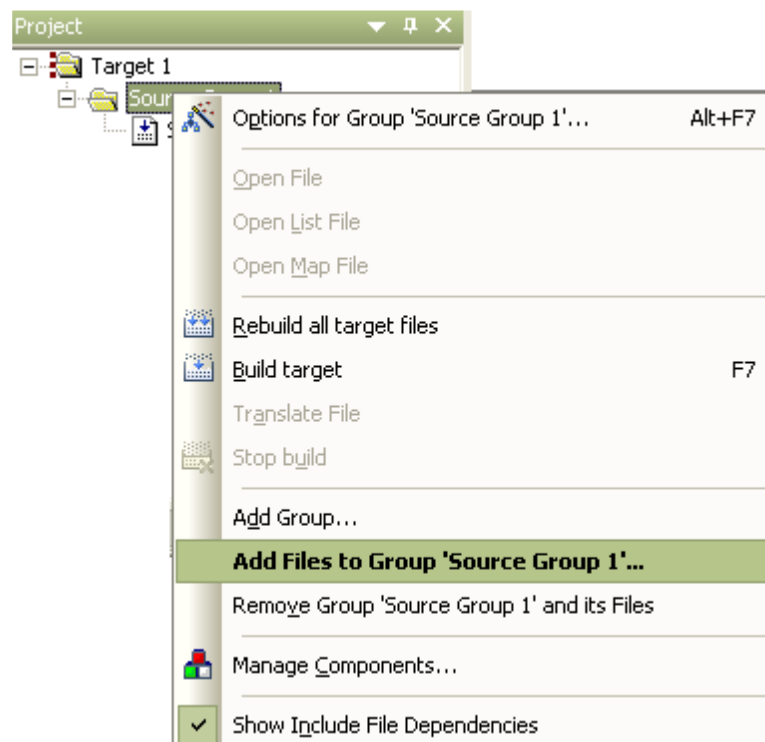 Project
Target 1
Options for Group 'Source Group 1'... Alt+F7
Open File
Open List File
Open Map File
Rebuild all target files
Build target F7
Translate File
Stop build
Add Group...
Add Files to Group 'Source Group 1'...
Remove Group 'Source Group 1' and its Files
Manage Components...
Show Include File Dependencies